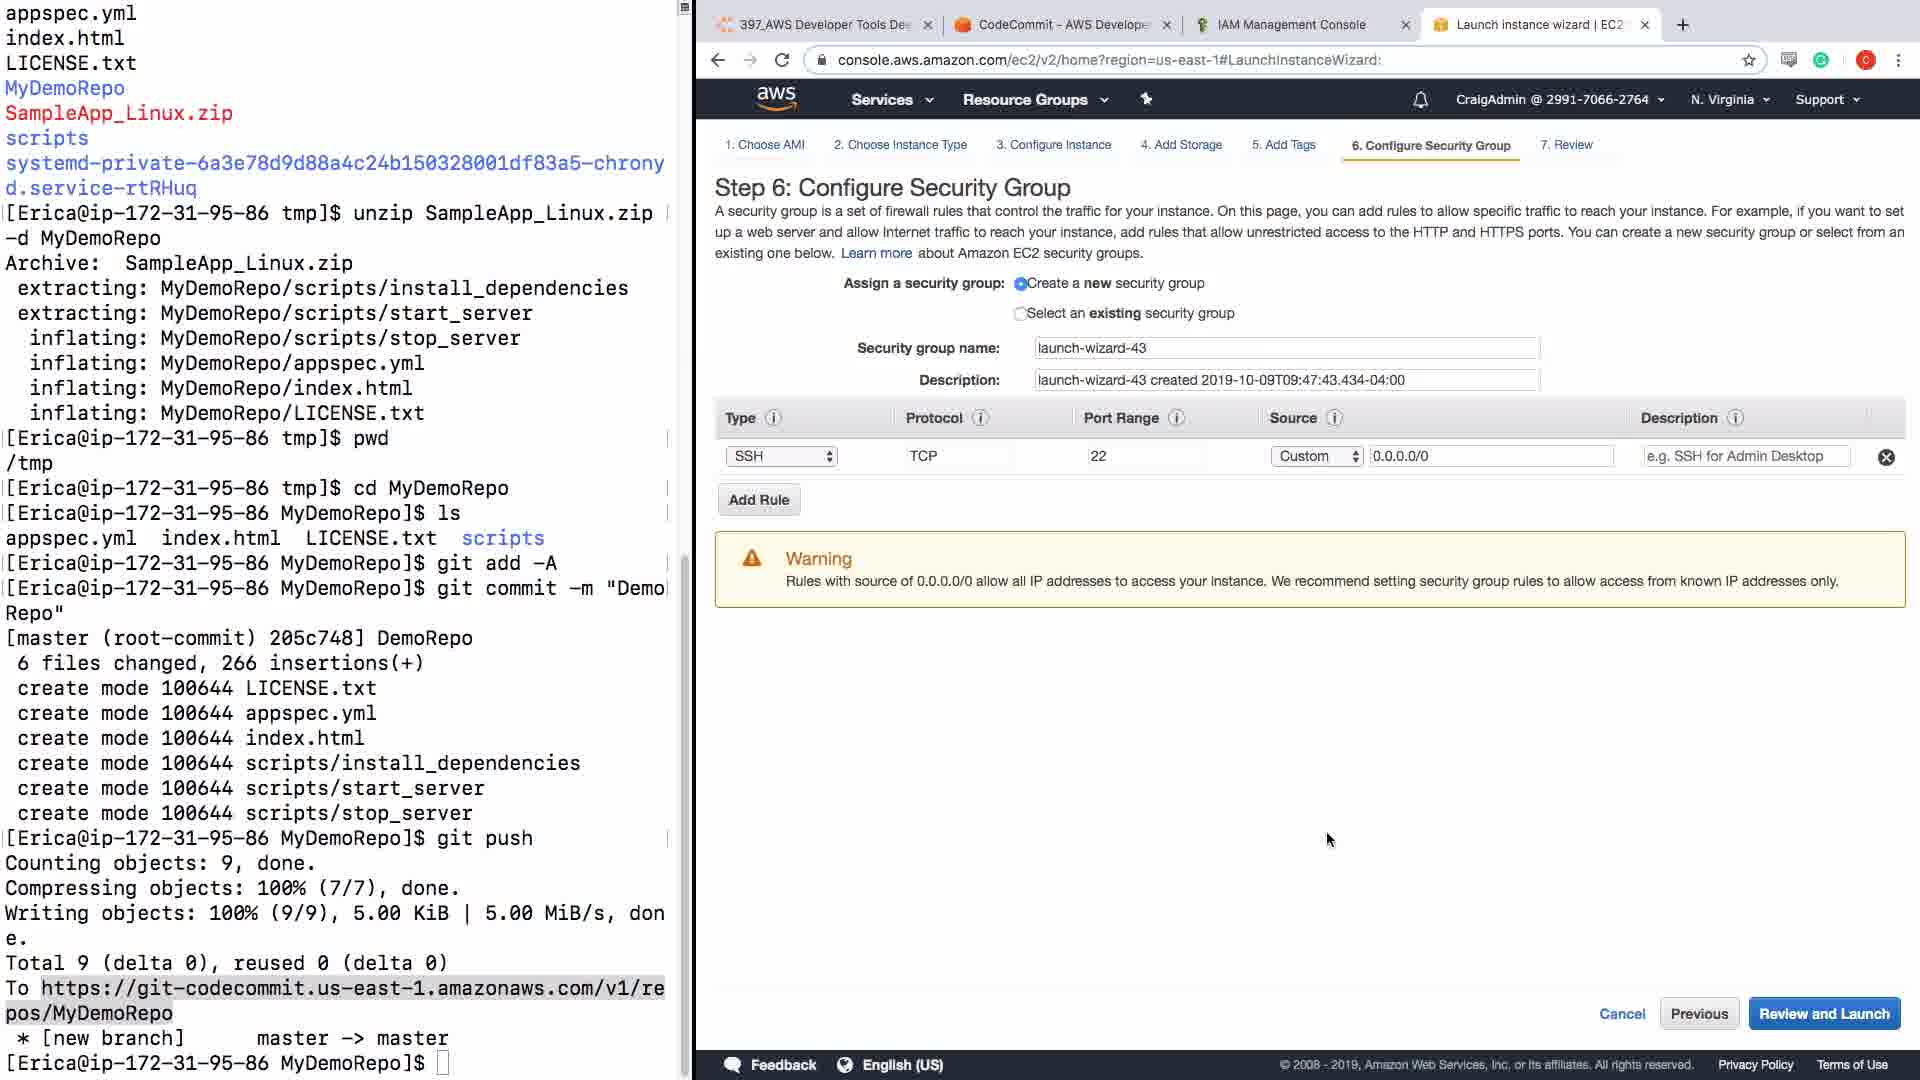 appspec.yml
index.html
LICENSE.txt
MyDemoRepo
SampleApp_Linux.zip
scripts
systemd-private-6a3e78d9d88a4c24b150328001df83a5-chrony
d.service-rtRHuq
[Erica@ip-172-31-95-86 tmp]$ unzip SampleApp_Linux.zip
-d MyDemoRepo
Archive:  SampleApp_Linux.zip
extracting: MyDemoRepo/scripts/install_dependencies
extracting: MyDemoRepo/scripts/start_server
inflating: MyDemoRepo/scripts/stop_server
inflating: MyDemoRepo/appspec.yml
inflating: MyDemoRepo/index.html
inflating: MyDemoRepo/LICENSE.txt
[Erica@ip-172-31-95-86 tmp]$ pwd
/tmp
[Erica@ip-172-31-95-86 tmp]$ cd MyDemoRepo
[Erica@ip-172-31-95-86 MyDemoRepo]$ ls
appspec.yml  index.html  LICENSE.txt  scripts
[Erica@ip-172-31-95-86 MyDemoRepo]$ git add -A
[Erica@ip-172-31-95-86 MyDemoRepo]$ git commit -m "Demo
Repo"
[master (root-commit) 205c748] DemoRepo
6 files changed, 266 insertions(+)
create mode 100644 LICENSE.txt
create mode 100644 appspec.yml
create mode 100644 index.html
create mode 100644 scripts/install_dependencies
create mode 100644 scripts/start_server
create mode 100644 scripts/stop_server
[Erica@ip-172-31-95-86 MyDemoRepo]$ git push
Counting objects: 9, done.
Compressing objects: 100% (7/7), done.
Writing objects: 100% (9/9), 5.00 KiB | 5.00 MiB/s, don
e.
Total 9 (delta 0), reused 0 (delta 0)
To https://git-codecommit.us-east-1.amazonaws.com/v1/re
pos/MyDemoRepo
* [new branch]      master -> master
[Erica@ip-172-31-95-86 MyDemoRepo]$
397_AWS Developer Tools Dee
CodeCommit - AWS Develope
IAM Management Console
Launch instance wizard | EC2
console.aws.amazon.com/ec2/v2/home?region=us-east-1#LaunchInstanceWizard:
C
aws
Services
Resource Groups
CraigAdmin @ 2991-7066-2764
N. Virginia
Support
1. Choose AMI
2. Choose Instance Type
3. Configure Instance
4. Add Storage
5. Add Tags
6. Configure Security Group
7. Review
Step 6: Configure Security Group
A security group is a set of firewall rules that control the traffic for your instance. On this page, you can add rules to allow specific traffic to reach your instance. For example, if you want to set
up a web server and allow Internet traffic to reach your instance, add rules that allow unrestricted access to the HTTP and HTTPS ports. You can create a new security group or select from an
existing one below. Learn more about Amazon EC2 security groups.
Assign a security group: Create a new security group
Select an existing security group
Security group name: launch-wizard-43
Description: launch-wizard-43 created 2019-10-09T09:47:43.434-04:00
Type i Protocol i Port Range i Source i Description i
SSH TCP 22 Custom 0.0.0.0/0 e.g. SSH for Admin Desktop
Add Rule
Warning
Rules with source of 0.0.0.0/0 allow all IP addresses to access your instance. We recommend setting security group rules to allow access from known IP addresses only.
Cancel
Previous
Review and Launch
Feedback
English (US)
© 2008 - 2019, Amazon Web Services, Inc. or its affiliates. All rights reserved.
Privacy Policy
Terms of Use